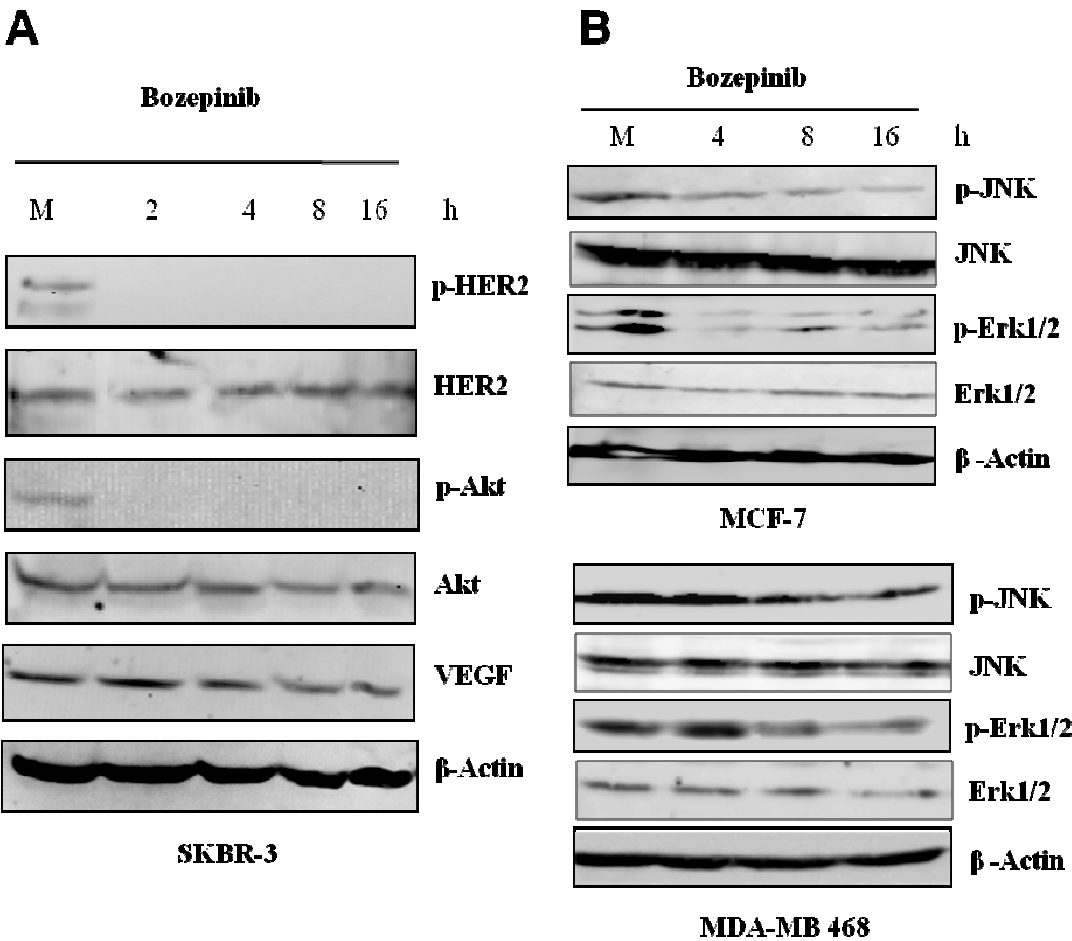 A
Bozepinib
M 2 4 8 16 h
p-HER2
HER2
p-Akt
Akt
VEGF
β-Actin
SKBR-3
B
Bozepinib
M 4 8 16 h
p-JNK
JNK
p-Erk1/2
Erk1/2
β -Actin
MCF-7
p-JNK
JNK
p-Erk1/2
Erk1/2
β -Actin
MDA-MB 468